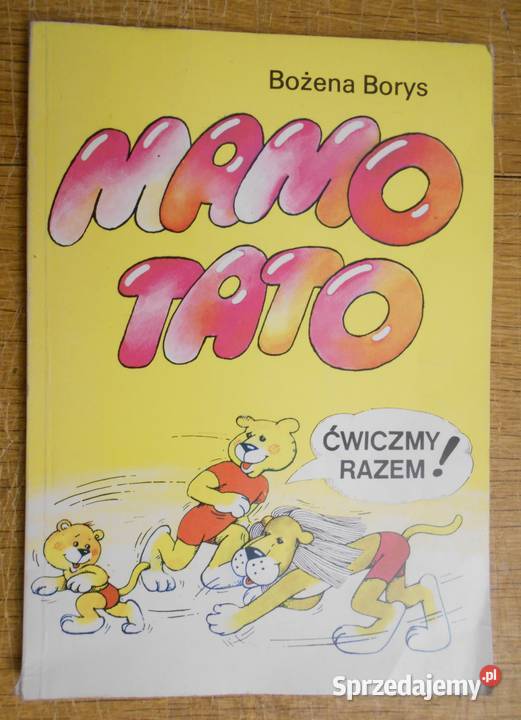 Bożena Borys
MAMO
TATO
ĆWICZMY
RAZEM!
Sprzedajemy.pl